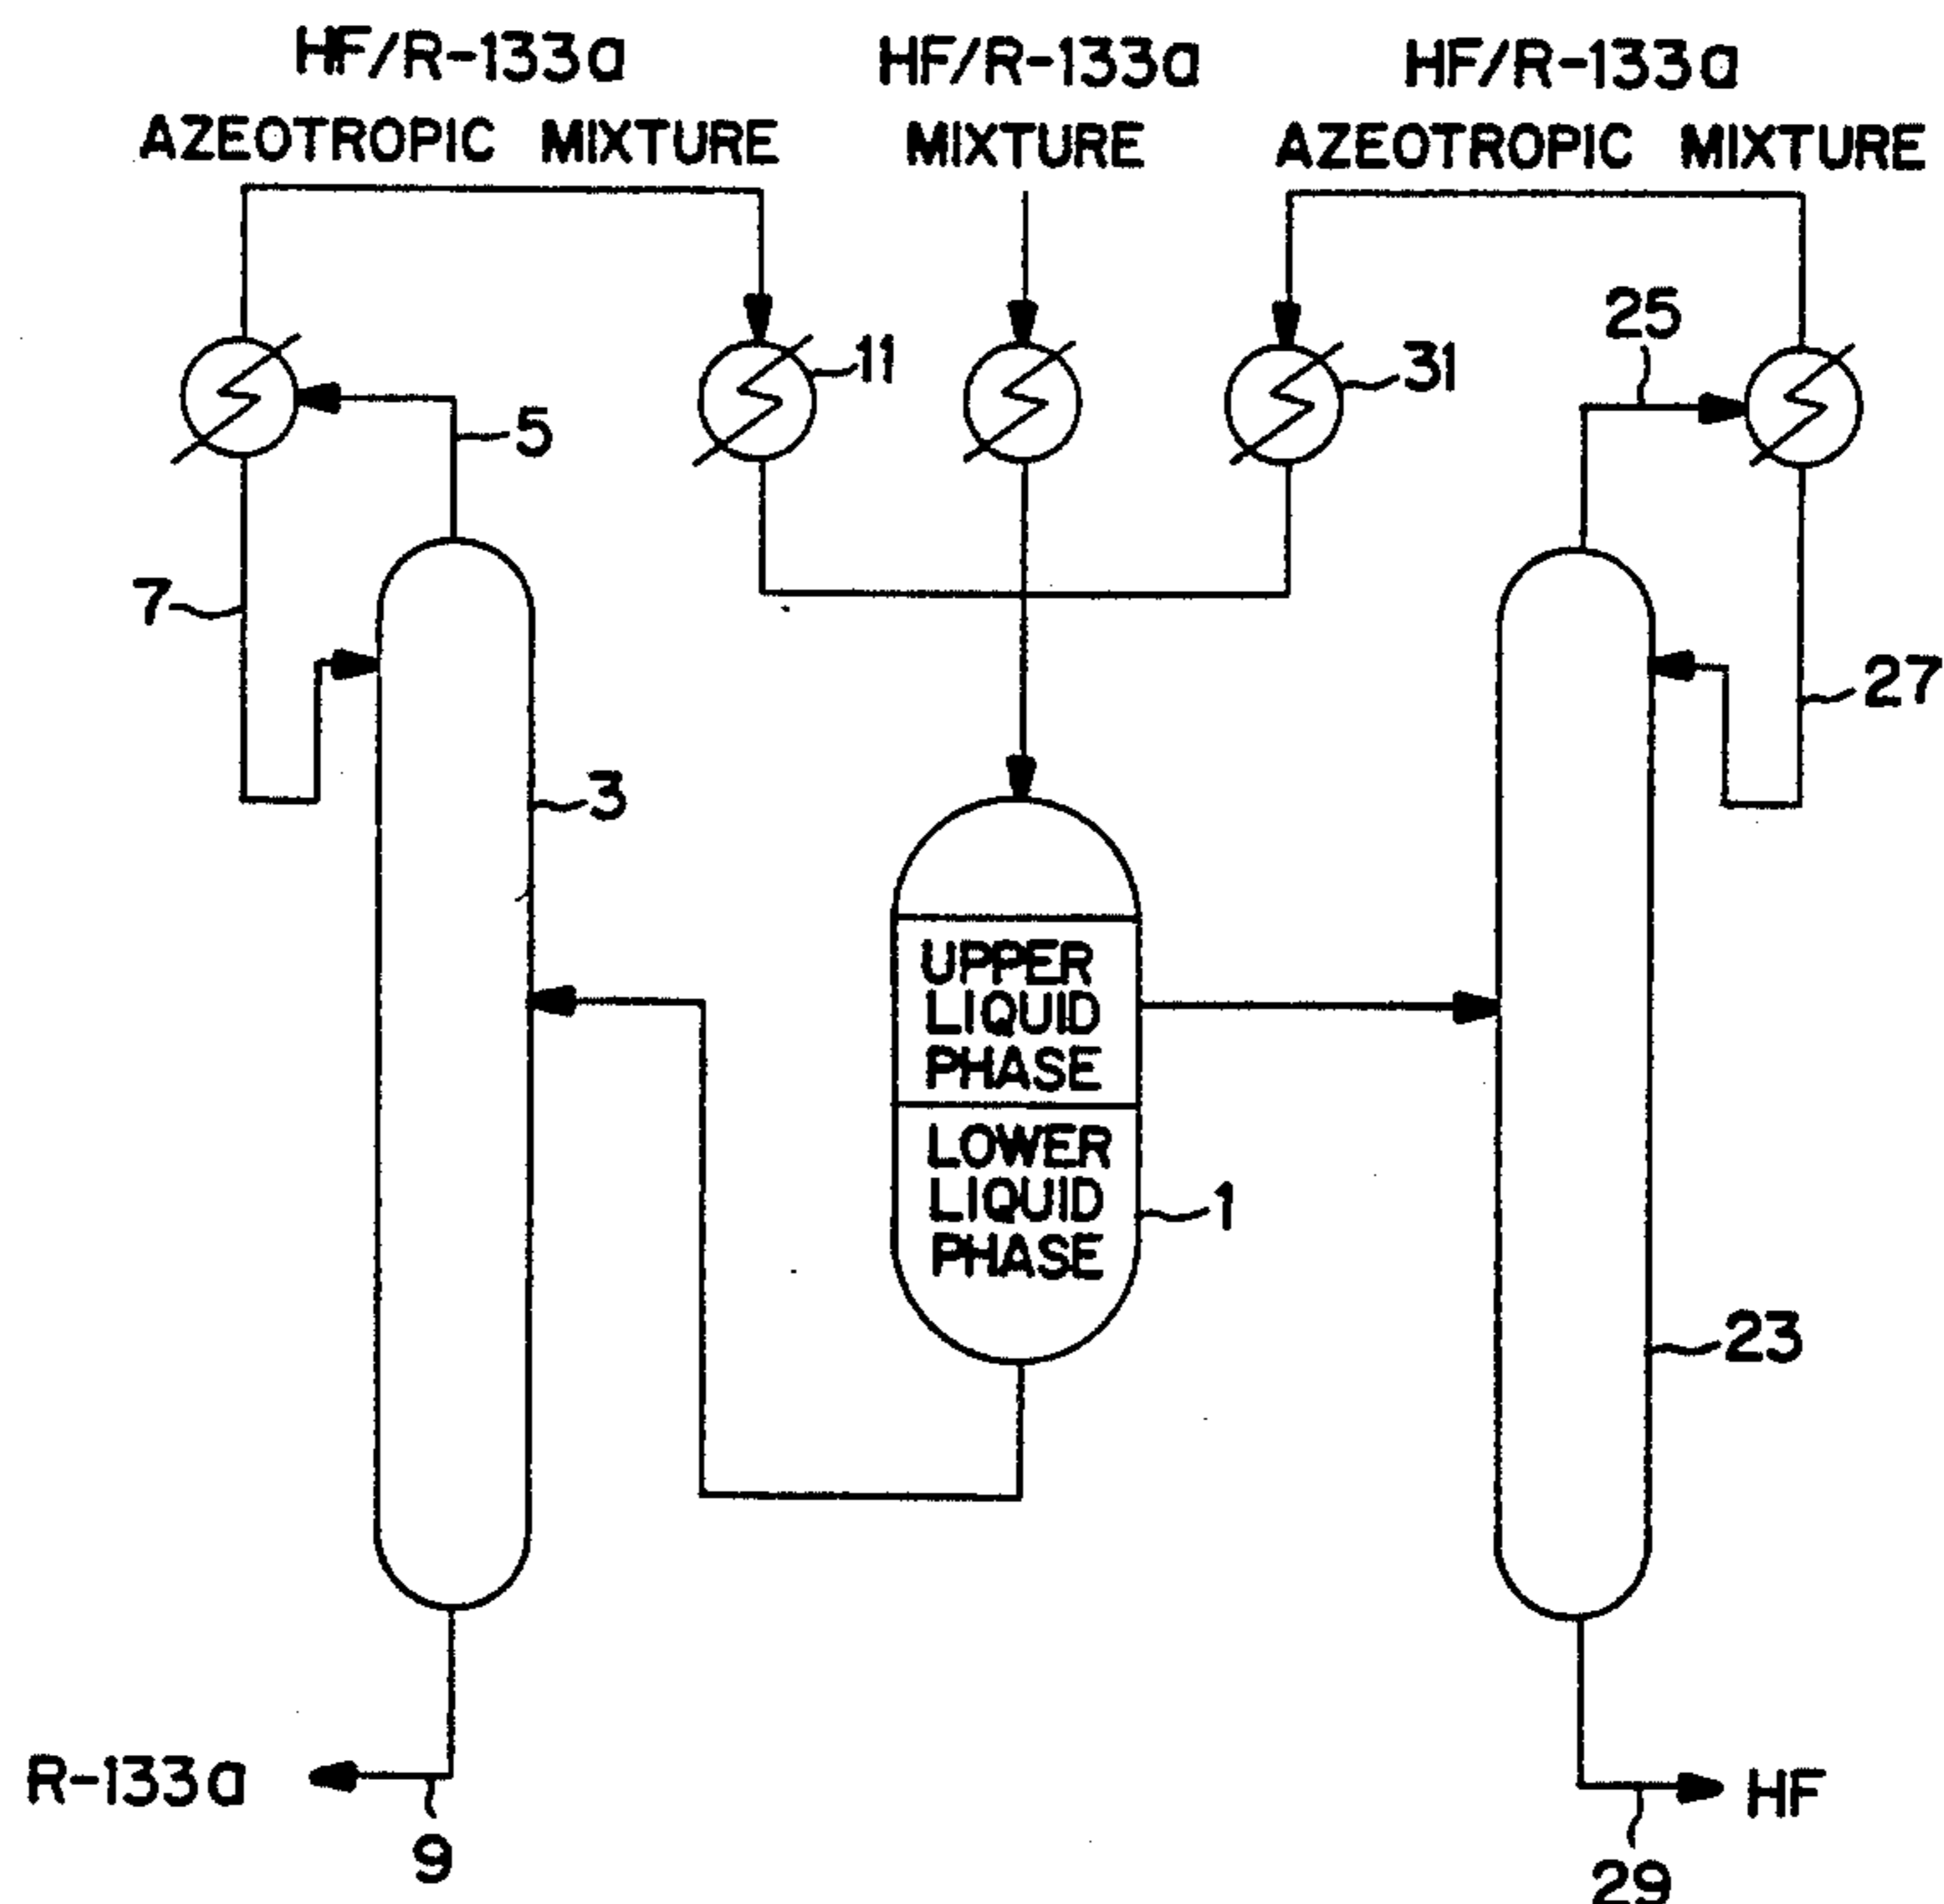 HF/R-133a
AZEOTROPIC MIXTURE
HF/R-133a
MIXTURE
HF/R-133a
AZEOTROPIC MIXTURE
25
11
31
5
7
27
3
UPPER
LIQUID
PHASE
LOWER
LIQUID
PHASE
1
23
R-133a
9
HF
29